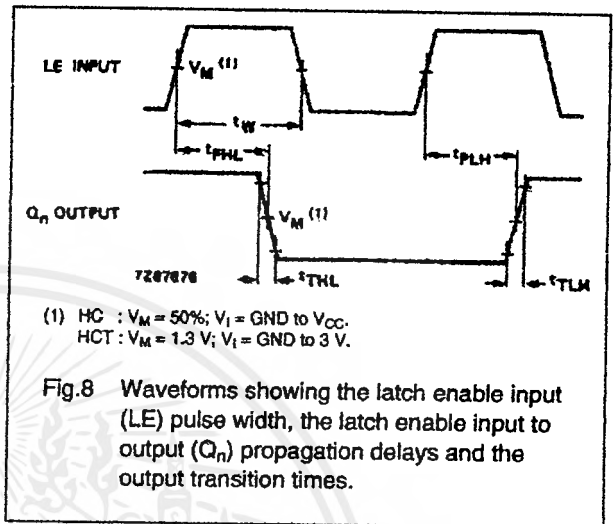 LE INPUT
V_M (1)
t_W
t_PHL
t_PLH
Q_n OUTPUT
V_M (1)
7Z87876
t_THL
t_TLH
(1) HC : V_M = 50%; V_I = GND to V_CC.
HCT : V_M = 1.3 V; V_I = GND to 3 V.
Fig.8 Waveforms showing the latch enable input
(LE) pulse width, the latch enable input to
output (Q_n) propagation delays and the
output transition times.